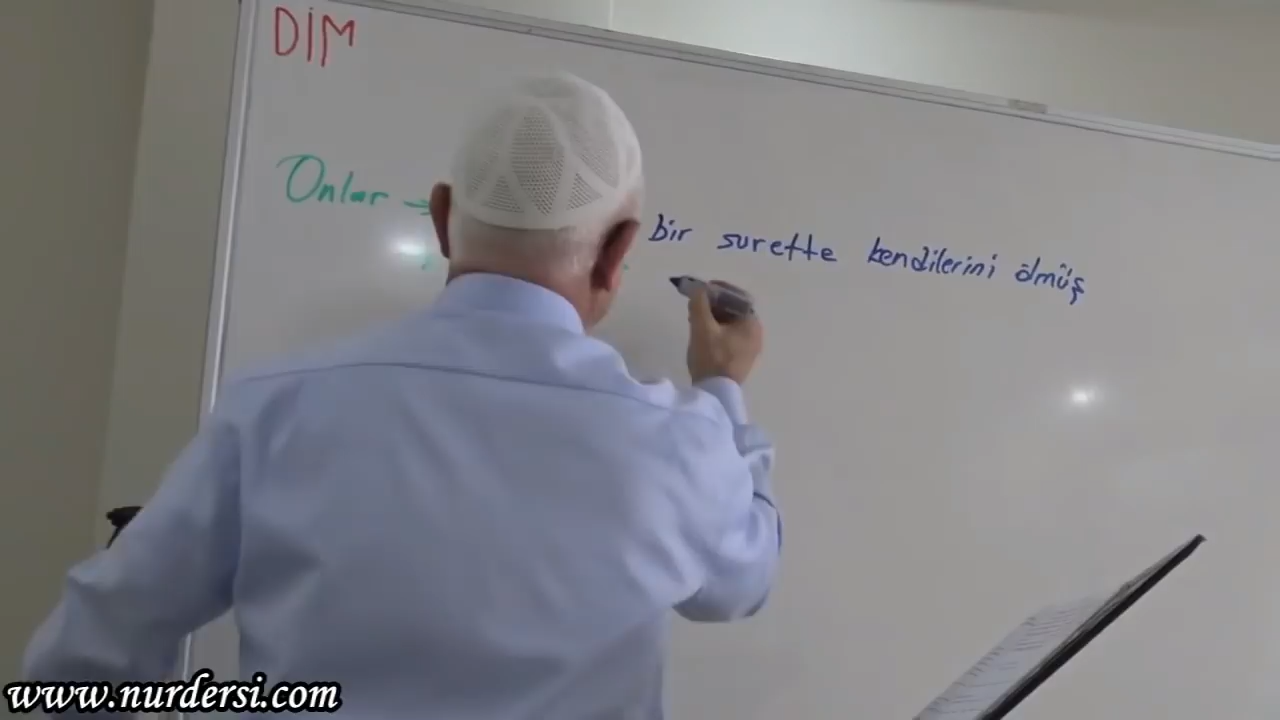 DİM
Onlar →
bir surette kendilerini ölmüş
www.nurdersi.com